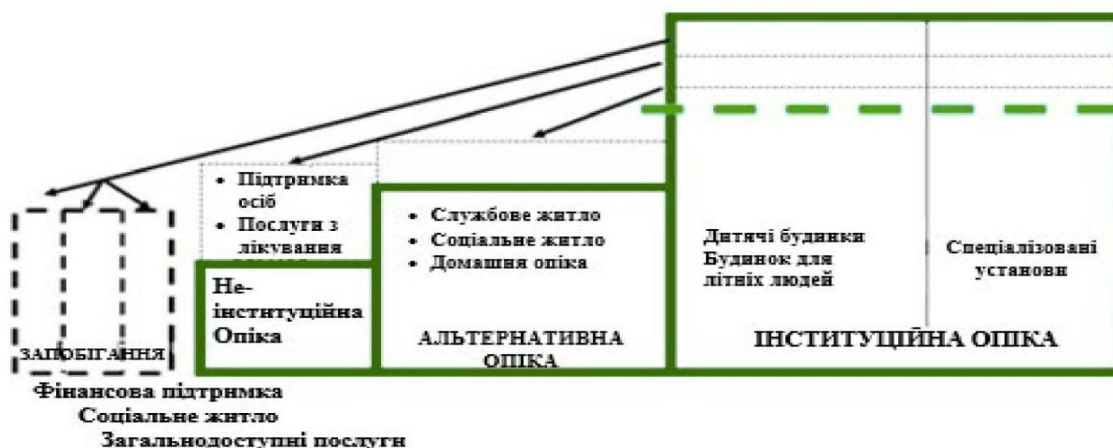 • Підтримка
осіб
• Послуги з
лікування
Не-
інституційна
Опіка
• Службове житло
• Соціальне житло
• Домашня опіка
АЛЬТЕРНАТИВНА
ОПІКА
Дитячі будинки
Будинок для
літніх людей
Спеціалізовані
установи
ІНСТИТУЦІЙНА ОПІКА
ЗАПОБІГАННЯ
Фінансова підтримка
Соціальне житло
Загальнодоступні послуги